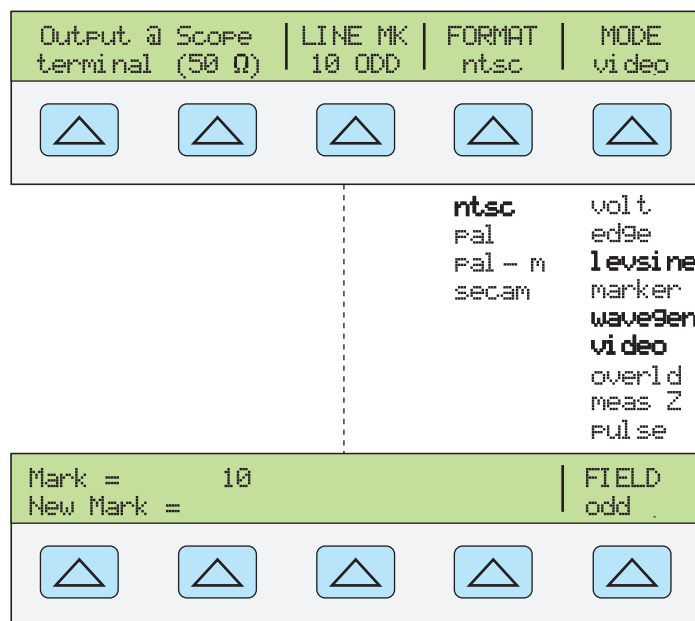 Output @ Scope
terminal (50 Ω)
LINE MK
10 ODD
FORMAT
ntsc
MODE
video
ntsc
pal
pal – m
secam
volt
edge
levsine
marker
wavegen
video
overld
meas Z
pulse
Mark = 10
New Mark =
FIELD
odd